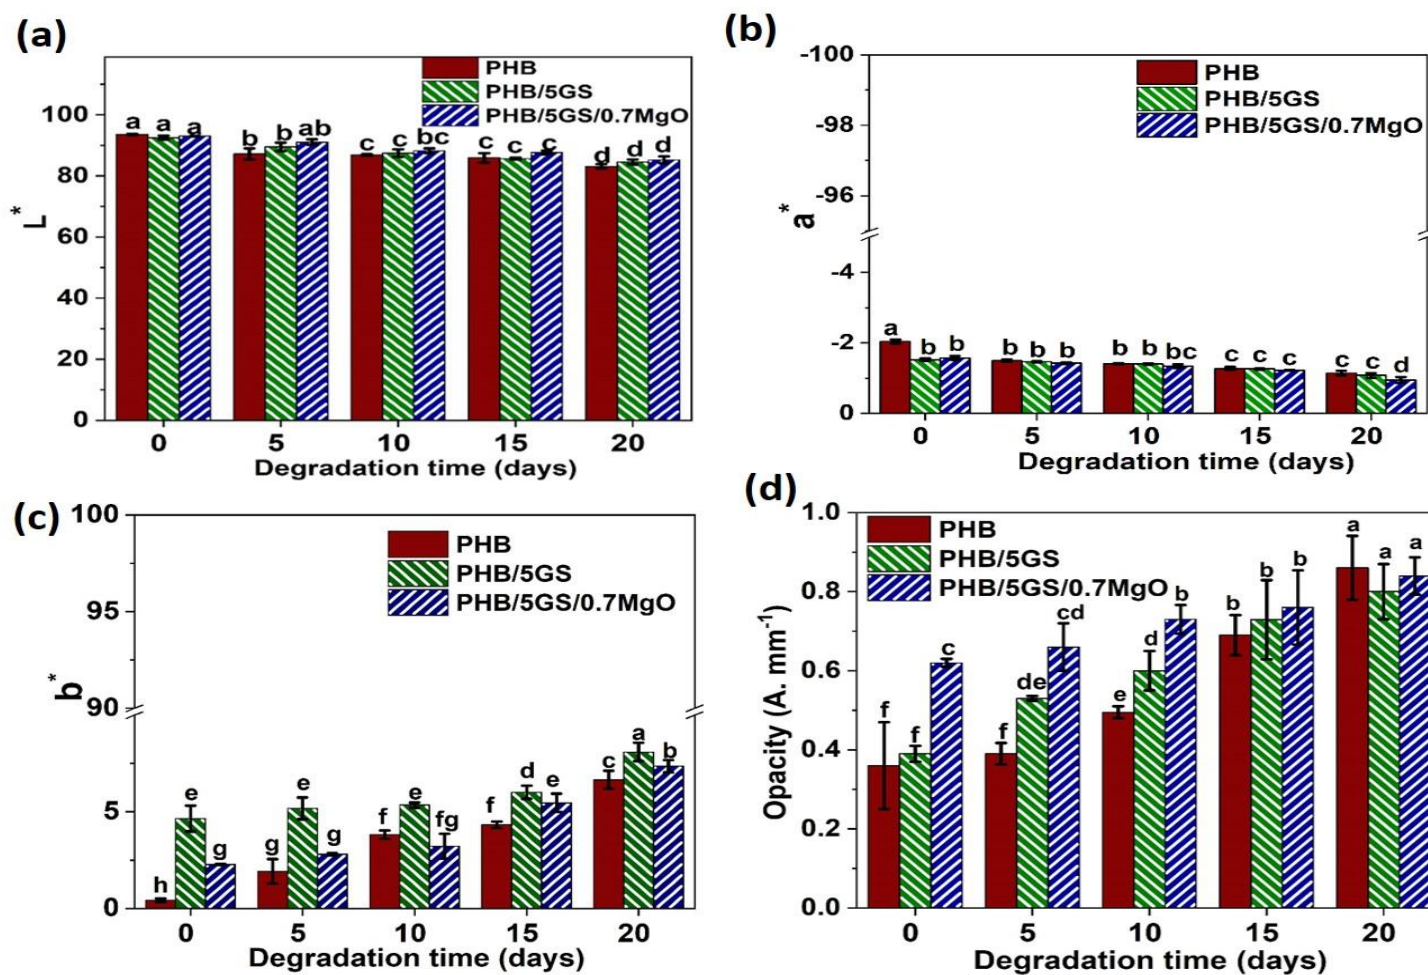 (a)
PHB
PHB/5GS
PHB/5GS/0.7MgO
100
80
60
40
20
0
L*
a a a
b b ab
c c bc
c c c
d d d
0 5 10 15 20
Degradation time (days)
(b)
PHB
PHB/5GS
PHB/5GS/0.7MgO
-100
-98
-96
-4
-2
0
a*
a b b
b b b
b b bc
c c c
c c d
0 5 10 15 20
Degradation time (days)
(c)
PHB
PHB/5GS
PHB/5GS/0.7MgO
100
95
90
5
0
b*
h e g
g e g
f e fg
f d e
c a b
0 5 10 15 20
Degradation time (days)
(d)
PHB
PHB/5GS
PHB/5GS/0.7MgO
1.0
0.8
0.6
0.4
0.2
0.0
Opacity (A. mm⁻¹)
f f c
f de cd
e d b
b b b
a a a
0 5 10 15 20
Degradation time (days)